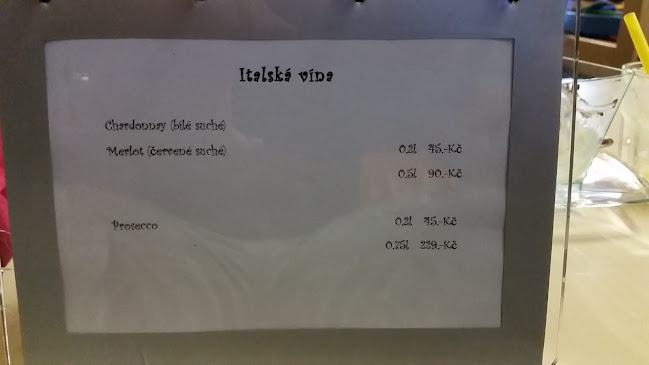 Italská vína
Chardonnay (bílé suché)
Merlot (červené suché) 0,2l 45,-Kč
0,5l 90,-Kč
Prosecco 0,2l 45,-Kč
0,75l 229,-Kč